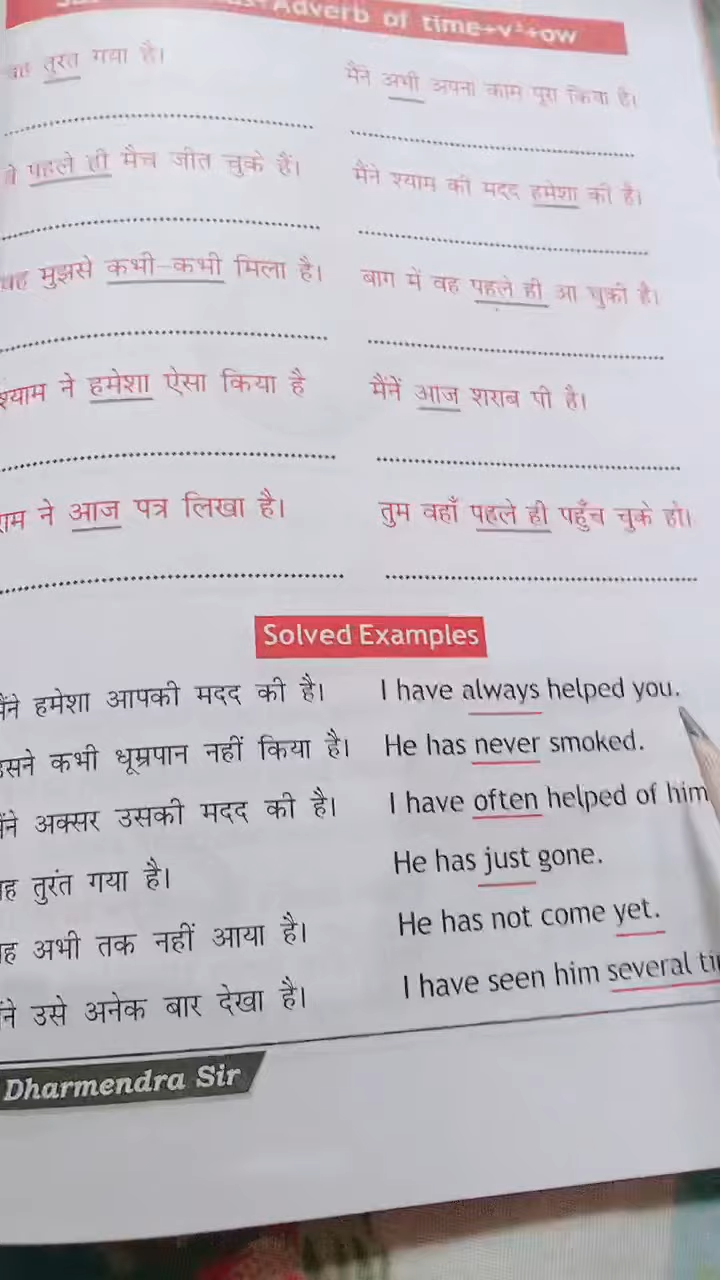 Adverb of time+v³+ow
तुरंत गया है।
मैंने अभी अपना काम पूरा किया है।
पहले ही मैच जीत चुके हैं।
मैंने श्याम की मदद हमेशा की है।
वह मुझसे कभी-कभी मिला है।
बाग में वह पहले ही आ चुकी है।
श्याम ने हमेशा ऐसा किया है
मैंनें आज शराब पी है।
राम ने आज पत्र लिखा है।
तुम वहाँ पहले ही पहुँच चुके हो।
Solved Examples
मैंने हमेशा आपकी मदद की है। I have always helped you.
उसने कभी धूम्रपान नहीं किया है। He has never smoked.
मैंने अक्सर उसकी मदद की है। I have often helped of him
वह तुरंत गया है। He has just gone.
वह अभी तक नहीं आया है। He has not come yet.
मैंने उसे अनेक बार देखा है। I have seen him several
Dharmendra Sir